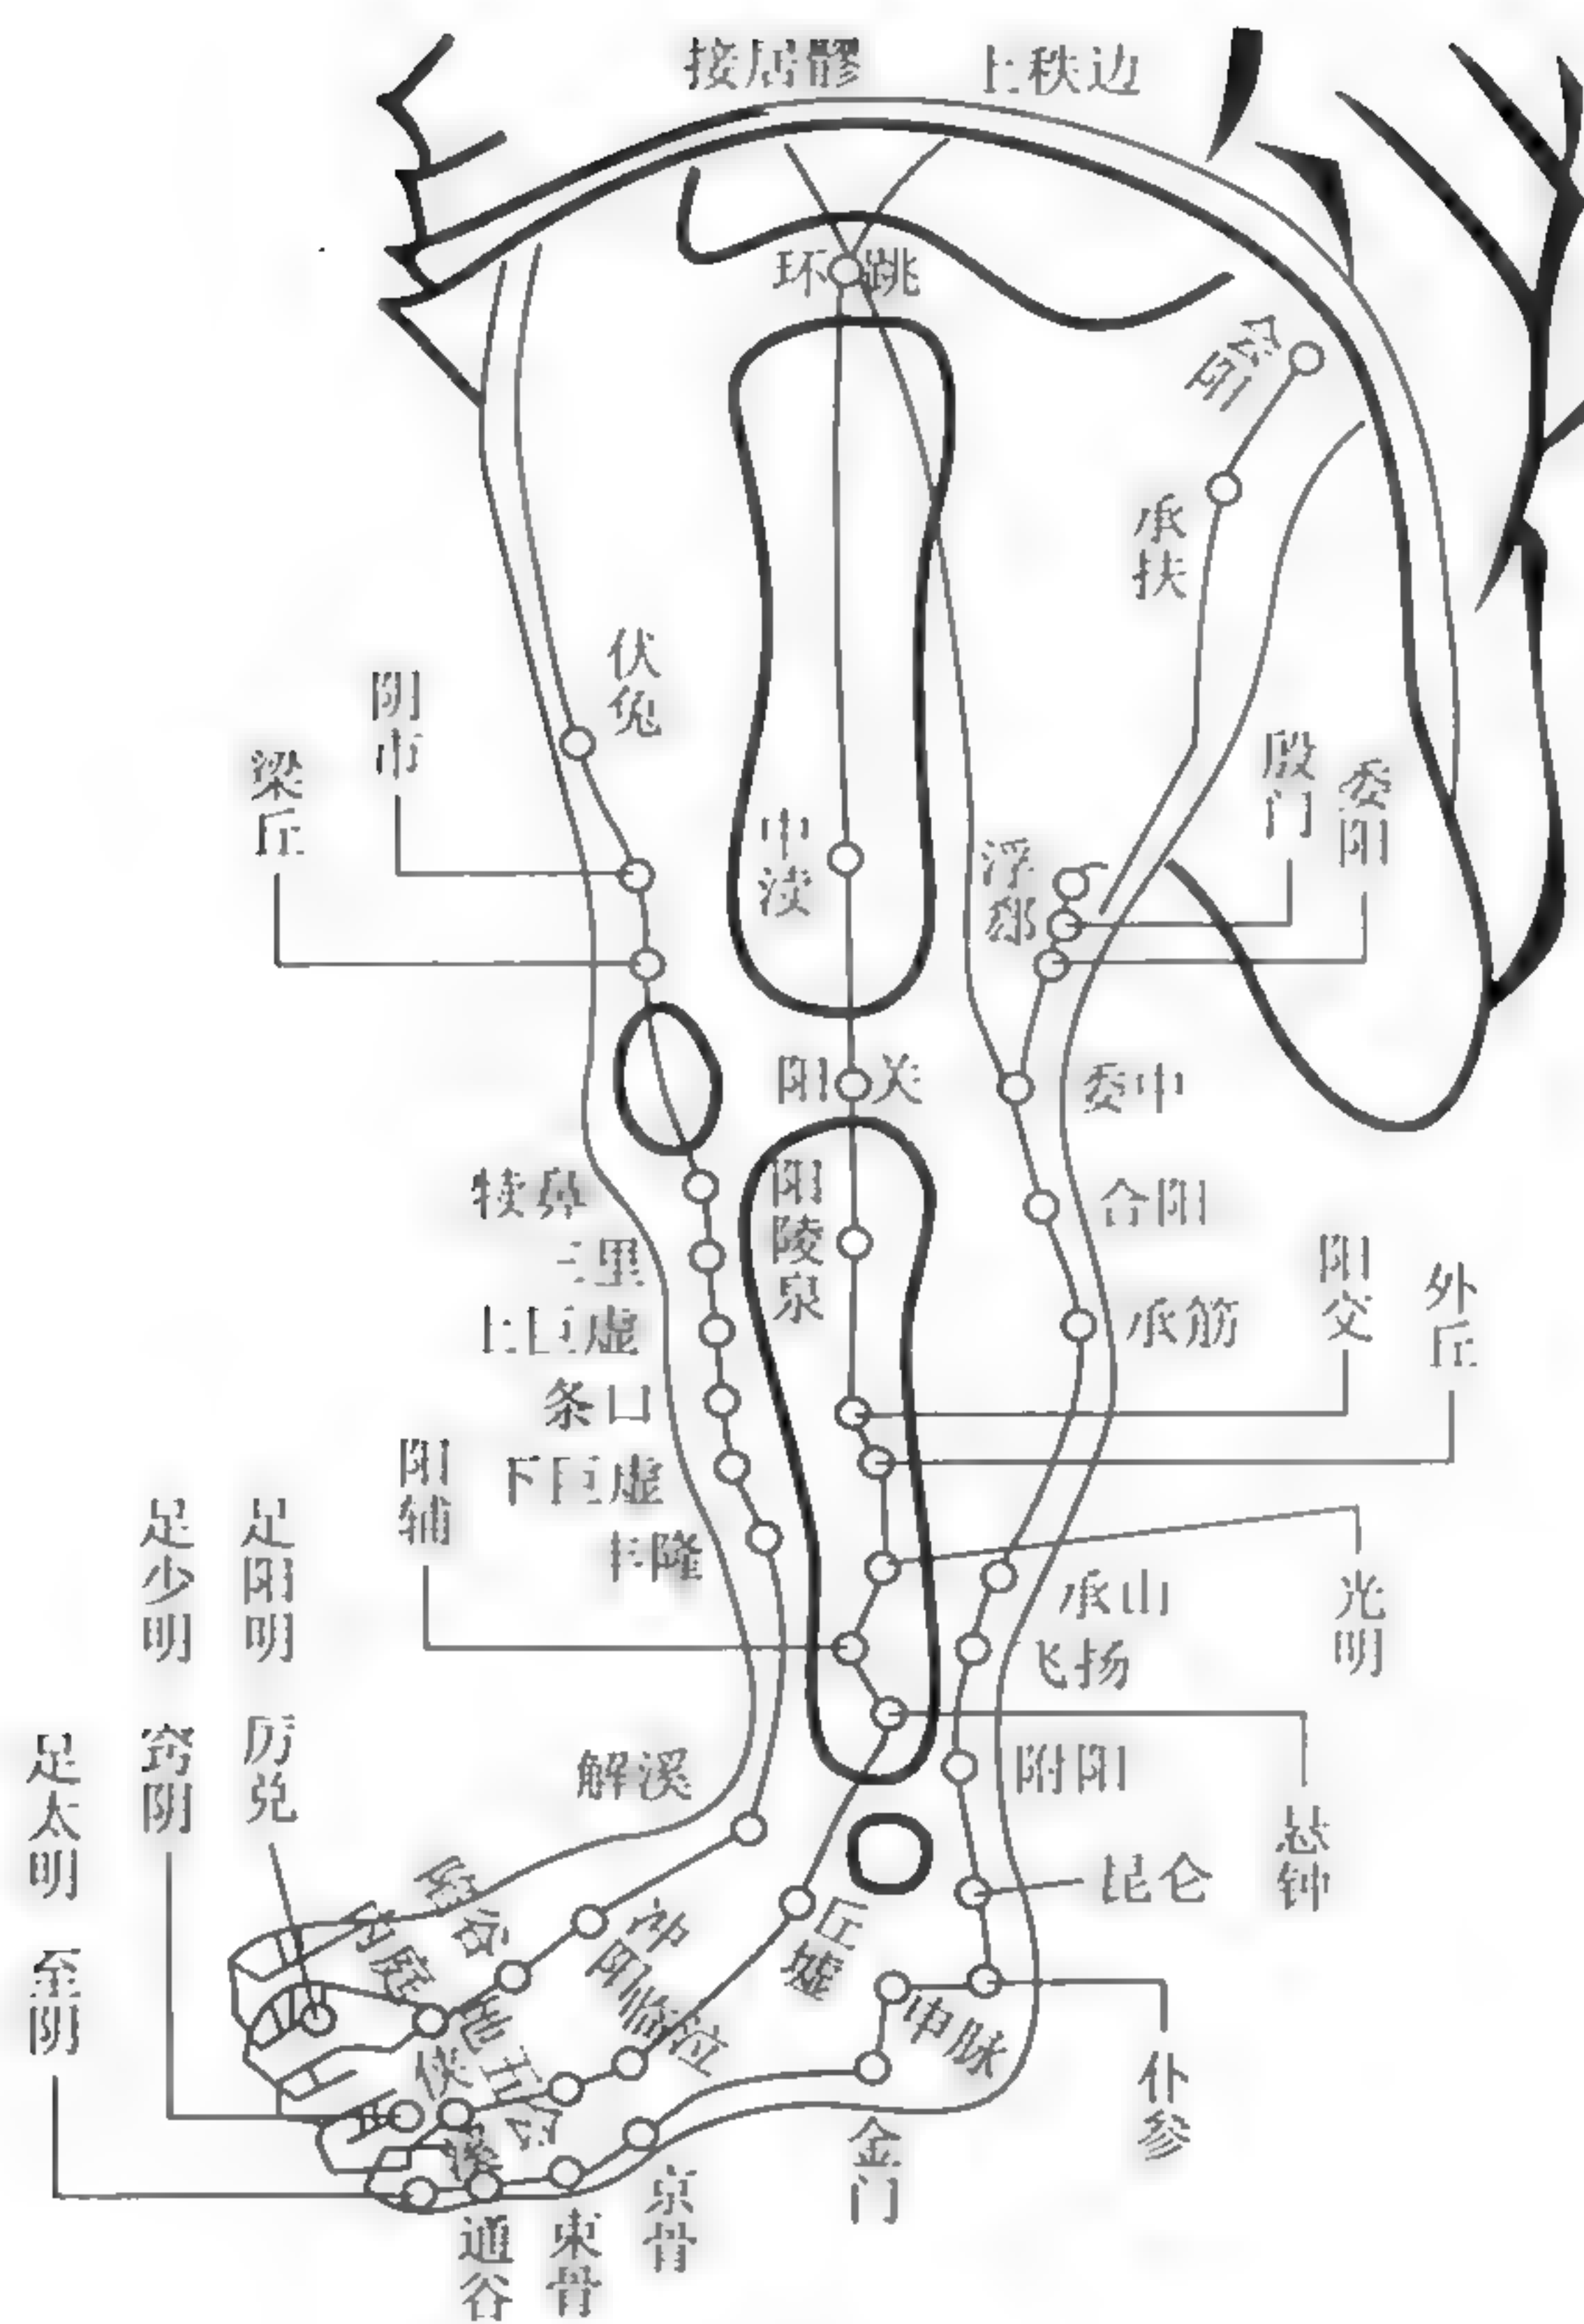 接居髎
上秩边
环跳
会阳
承扶
伏兔
阴市
梁丘
中渎
浮郄
殷门
委阳
阳关
委中
犊鼻
三里
上巨虚
条口
下巨虚
丰隆
阳陵泉
合阳
承筋
阳交
外丘
阳辅
足阳明 厉兑
足少明 窍阴
足太明 至阴
承山
飞扬
光明
解溪
附阳
悬钟
昆仑
陷谷
内庭
冲阳
丘墟
临泣
地五会
侠溪
申脉
仆参
金门
京骨
束骨
通谷